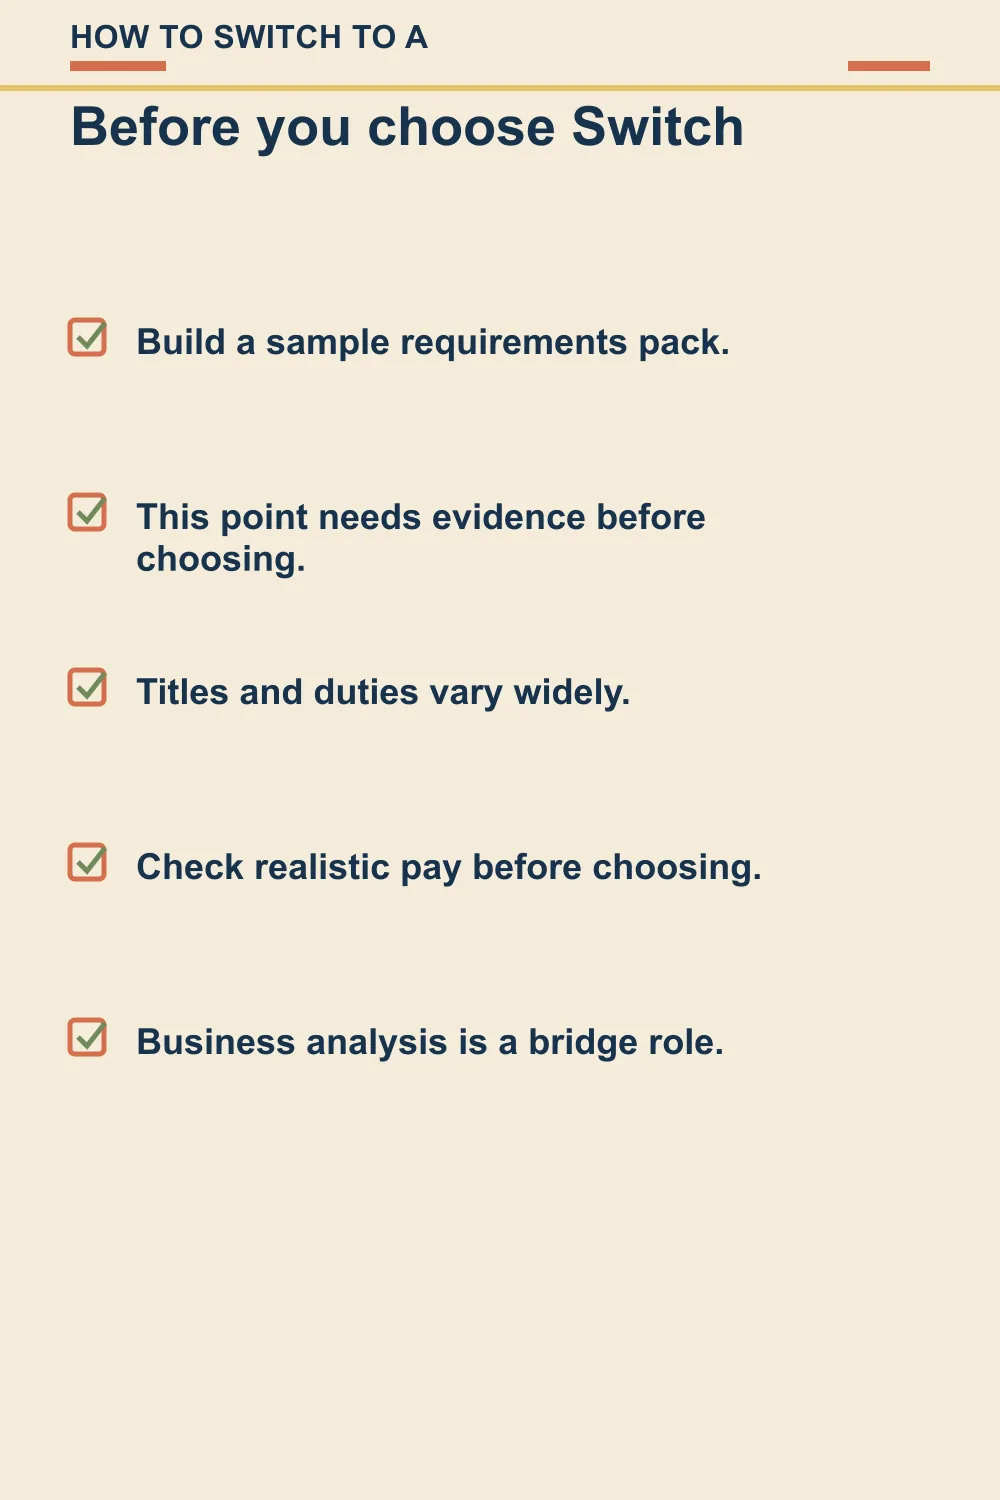 HOW TO SWITCH TO A
Before you choose Switch
Build a sample requirements pack.
This point needs evidence before
choosing.
Titles and duties vary widely.
Check realistic pay before choosing.
Business analysis is a bridge role.